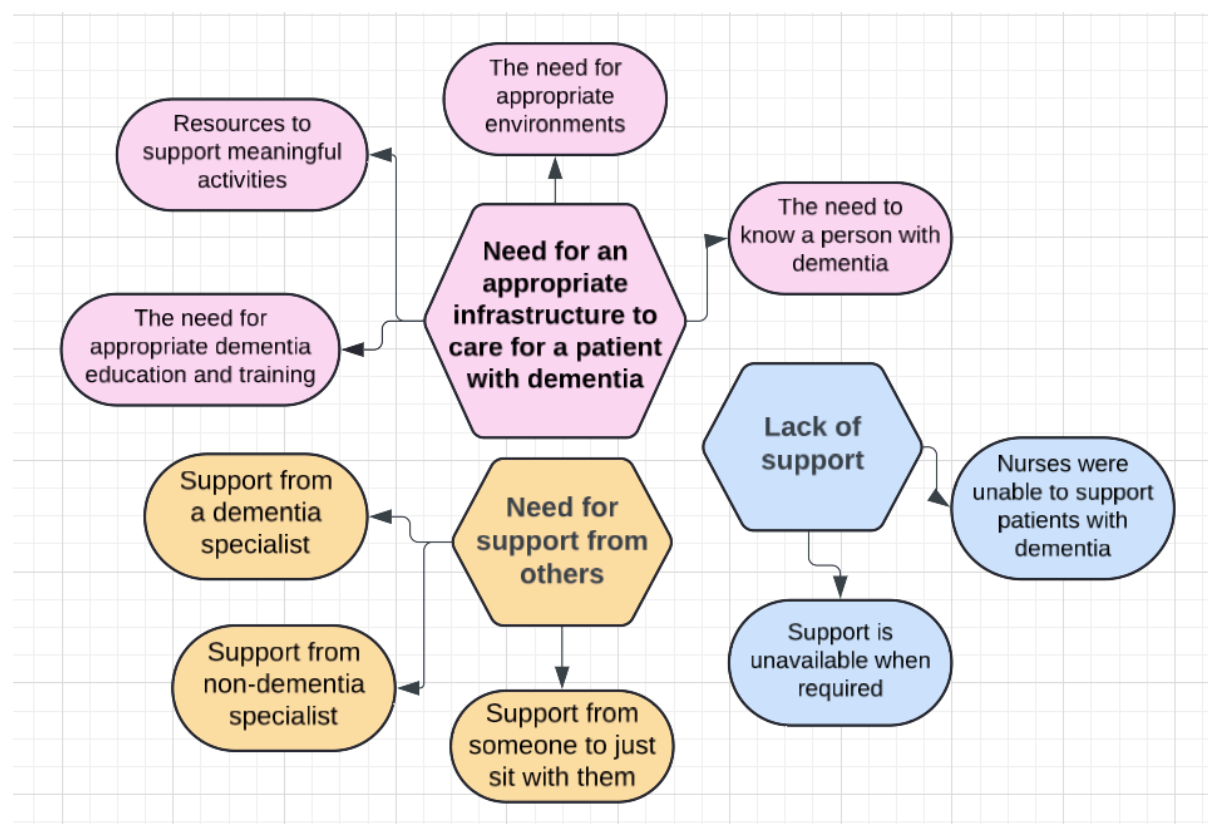 The need for
appropriate
environments
Resources to
support meaningful
activities
The need to
know a person with
dementia
Need for an
appropriate
infrastructure to
care for a patient
with dementia
The need for
appropriate dementia
education and training
Lack of
support
Nurses were
unable to support
patients with
dementia
Support is
unavailable when
required
Need for
support from
others
Support from
a dementia
specialist
Support from
non-dementia
specialist
Support from
someone to just
sit with them